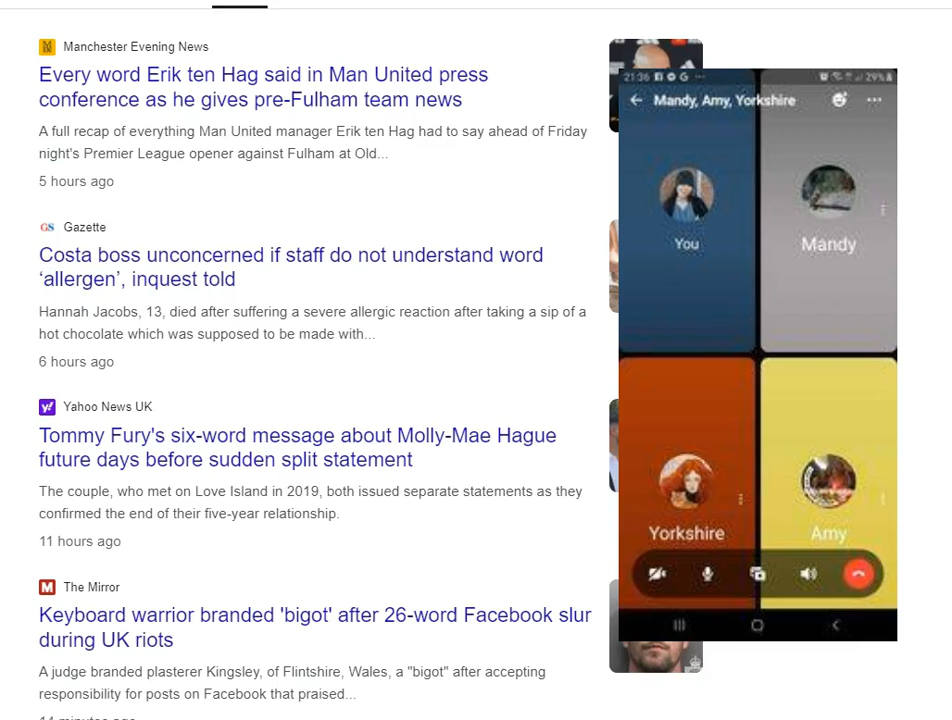 Manchester Evening News
Every word Erik ten Hag said in Man United press
conference as he gives pre-Fulham team news
A full recap of everything Man United manager Erik ten Hag had to say ahead of Friday
night's Premier League opener against Fulham at Old...
5 hours ago
GS Gazette
Costa boss unconcerned if staff do not understand word
‘allergen’, inquest told
Hannah Jacobs, 13, died after suffering a severe allergic reaction after taking a sip of a
hot chocolate which was supposed to be made with...
6 hours ago
y! Yahoo News UK
Tommy Fury's six-word message about Molly-Mae Hague
future days before sudden split statement
The couple, who met on Love Island in 2019, both issued separate statements as they
confirmed the end of their five-year relationship.
11 hours ago
M The Mirror
Keyboard warrior branded 'bigot' after 26-word Facebook slur
during UK riots
A judge branded plasterer Kingsley, of Flintshire, Wales, a "bigot" after accepting
responsibility for posts on Facebook that praised...
14 minutes ago
21:36 G ··· 29%
Mandy, Amy, Yorkshire
You
Mandy
Yorkshire
Amy